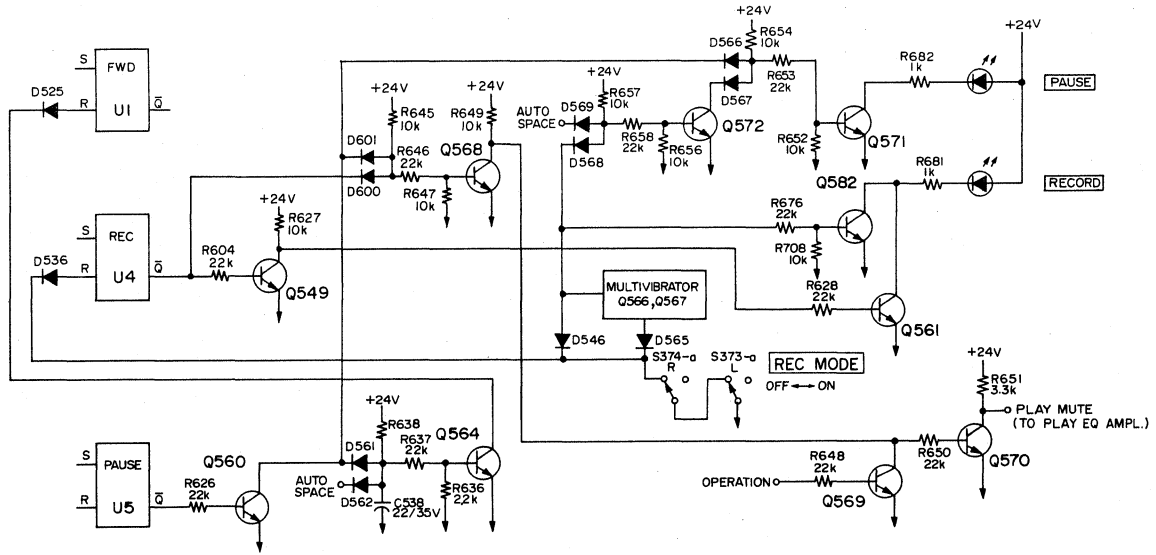 +24V
R654
10k
+24V
D566
R682
1k
S
FWD
R
U1
Q̅
D525
+24V
+24V
+24V
R653
22k
D567
PAUSE
R645
10k
R649
10k
D569
R657
10k
AUTO
SPACE
Q572
D601
R646
22k
Q568
D568
R658
22k
R656
10k
R652
10k
Q571
D600
R647
10k
R681
1k
Q582
RECORD
+24V
R627
10k
S
REC
R
U4
Q̅
D536
R604
22k
Q549
R676
22k
R708
10k
MULTIVIBRATOR
Q566,Q567
R628
22k
Q561
D546
D565
S374-a
R
S373-a
L
REC MODE
OFF ↔ ON
+24V
R651
3.3k
PLAY MUTE
(TO PLAY EQ AMPL.)
+24V
R638
D561
R637
22k
Q564
S
PAUSE
R
U5
Q̅
Q560
R626
22k
AUTO
SPACE
D562
C538
22/35V
R636
2.2k
R648
22k
OPERATION
Q569
R650
22k
Q570